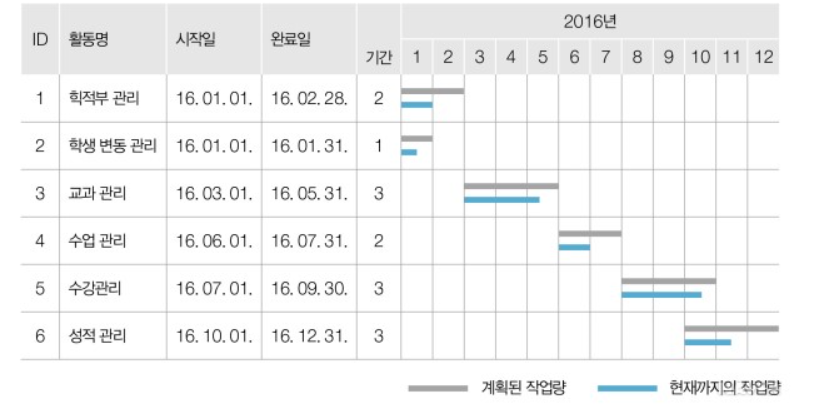 2016년
ID 활동명 시작일 완료일 기간 1 2 3 4 5 6 7 8 9 10 11 12
1 힉적부 관리 16. 01. 01. 16. 02. 28. 2
2 학생 변동 관리 16. 01. 01. 16. 01. 31. 1
3 교과 관리 16. 03. 01. 16. 05. 31. 3
4 수업 관리 16. 06. 01. 16. 07. 31. 2
5 수강관리 16. 07. 01. 16. 09. 30. 3
6 성적 관리 16. 10. 01. 16. 12. 31. 3
계획된 작업량 현재까지의 작업량